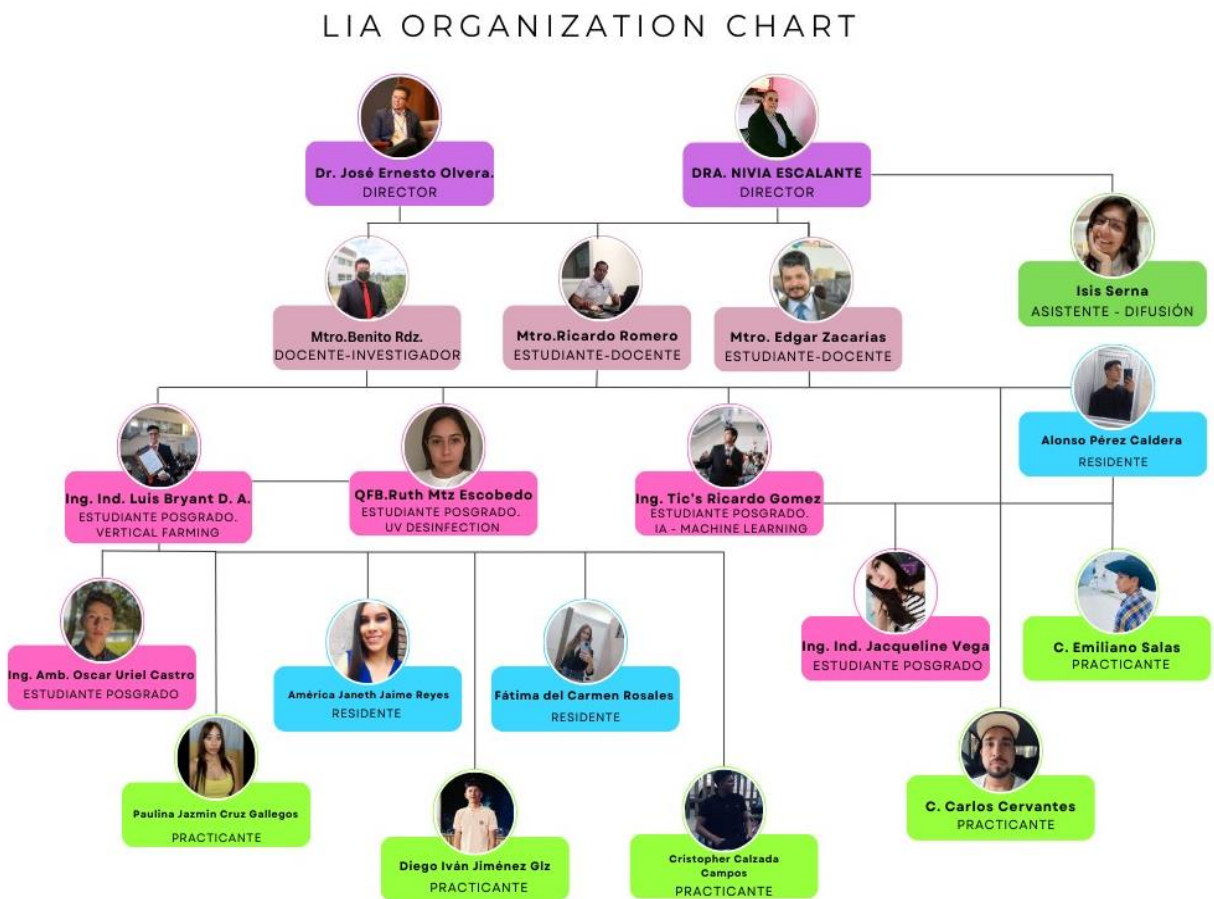 LIA ORGANIZATION CHART
Dr. José Ernesto Olvera.
DIRECTOR
DRA. NIVIA ESCALANTE
DIRECTOR
Isis Serna
ASISTENTE - DIFUSIÓN
Mtro.Benito Rdz.
DOCENTE-INVESTIGADOR
Mtro.Ricardo Romero
ESTUDIANTE-DOCENTE
Mtro. Edgar Zacarías
ESTUDIANTE-DOCENTE
Alonso Pérez Caldera
RESIDENTE
Ing. Ind. Luis Bryant D. A.
ESTUDIANTE POSGRADO.
VERTICAL FARMING
QFB.Ruth Mtz Escobedo
ESTUDIANTE POSGRADO.
UV DESINFECTION
Ing. Tic's Ricardo Gomez
ESTUDIANTE POSGRADO.
IA - MACHINE LEARNING
Ing. Amb. Oscar Uriel Castro
ESTUDIANTE POSGRADO
América Janeth Jaime Reyes
RESIDENTE
Fátima del Carmen Rosales
RESIDENTE
Ing. Ind. Jacqueline Vega
ESTUDIANTE POSGRADO
C. Emiliano Salas
PRACTICANTE
Paulina Jazmin Cruz Gallegos
PRACTICANTE
Diego Iván Jiménez Glz
PRACTICANTE
Cristopher Calzada
Campos
PRACTICANTE
C. Carlos Cervantes
PRACTICANTE